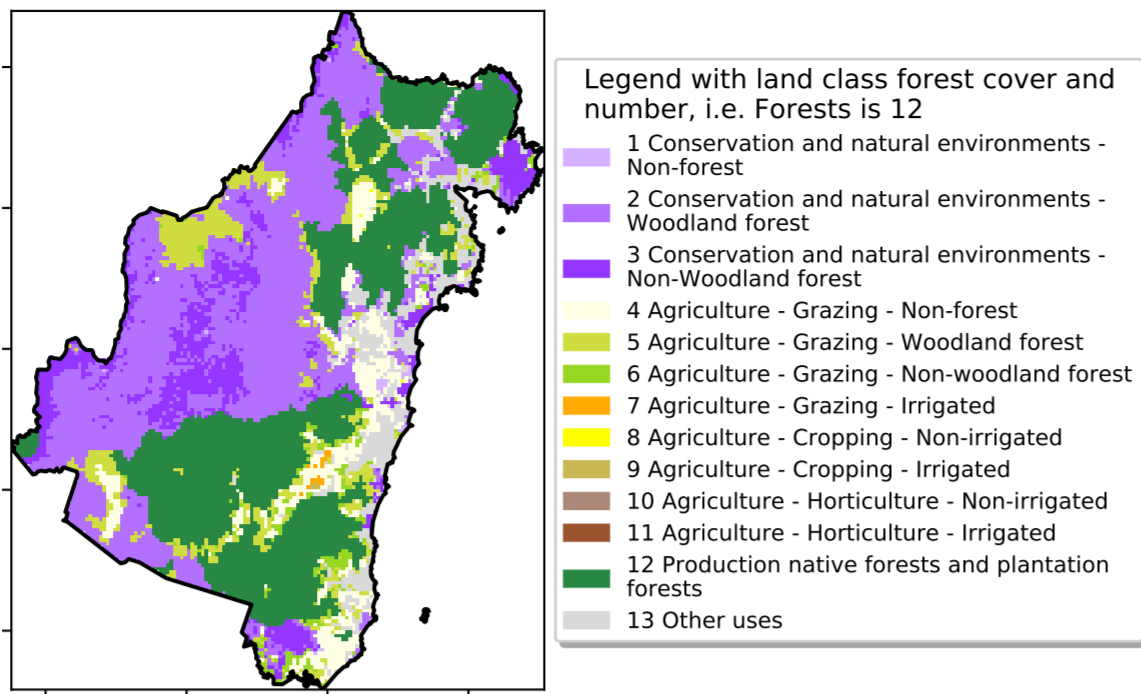 Legend with land class forest cover and
number, i.e. Forests is 12
1 Conservation and natural environments -
Non-forest
2 Conservation and natural environments -
Woodland forest
3 Conservation and natural environments -
Non-Woodland forest
4 Agriculture - Grazing - Non-forest
5 Agriculture - Grazing - Woodland forest
6 Agriculture - Grazing - Non-woodland forest
7 Agriculture - Grazing - Irrigated
8 Agriculture - Cropping - Non-irrigated
9 Agriculture - Cropping - Irrigated
10 Agriculture - Horticulture - Non-irrigated
11 Agriculture - Horticulture - Irrigated
12 Production native forests and plantation
forests
13 Other uses